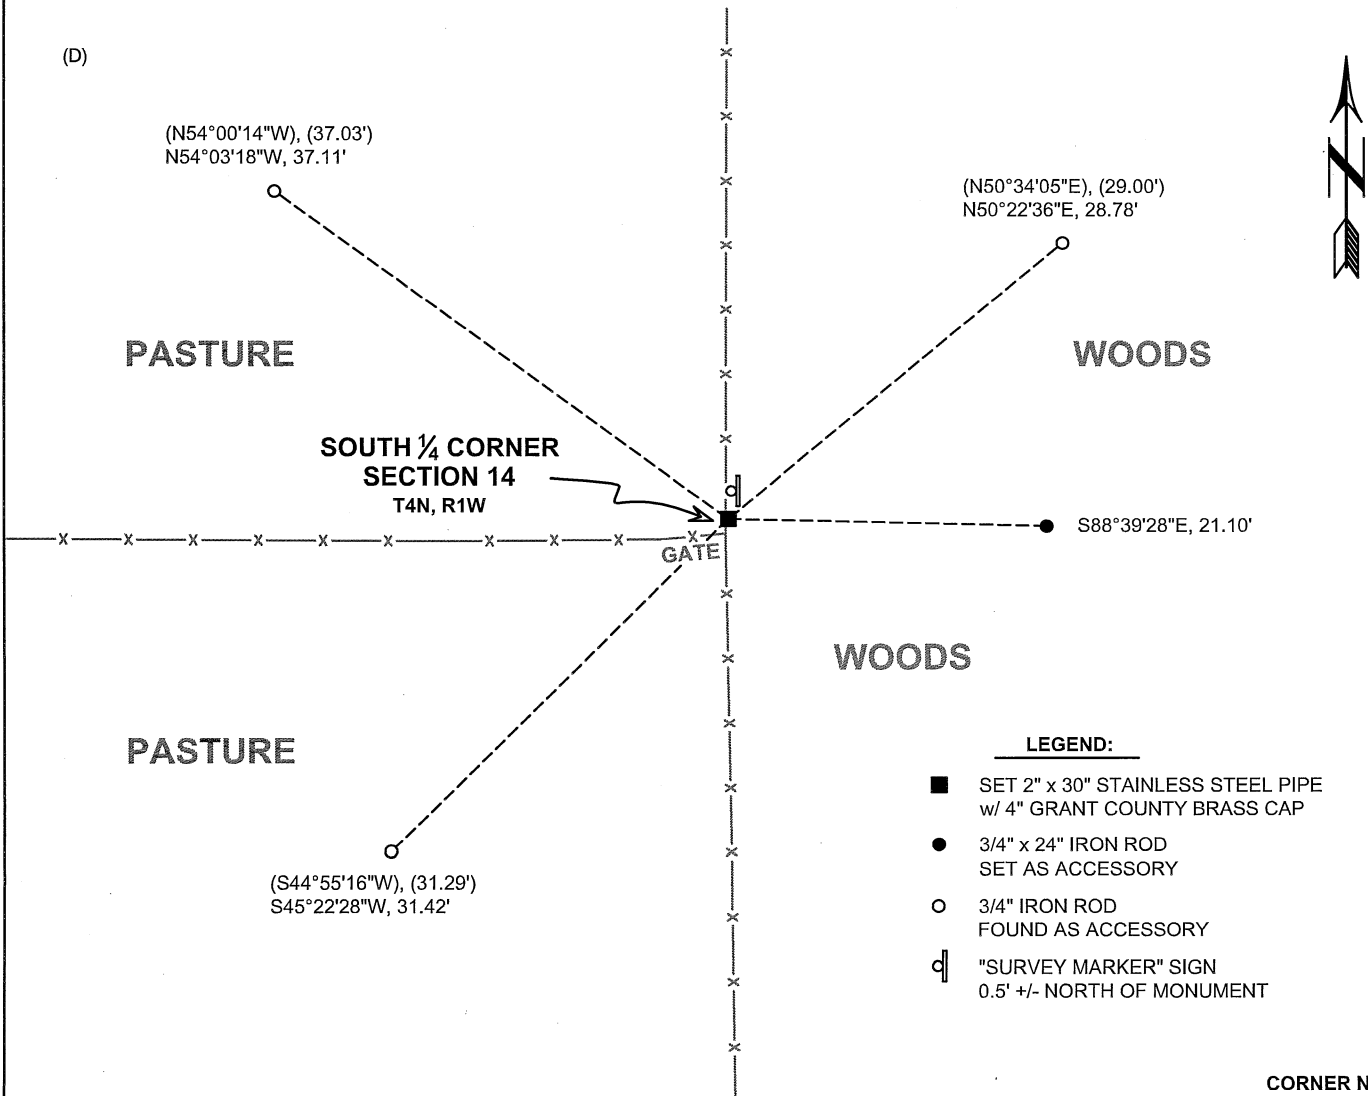 (D)
(N54°00'14"W), (37.03')
N54°03'18"W, 37.11'
(N50°34'05"E), (29.00')
N50°22'36"E, 28.78'
N
PASTURE
WOODS
SOUTH ¼ CORNER
SECTION 14
T4N, R1W
S88°39'28"E, 21.10'
GATE
WOODS
PASTURE
(S44°55'16"W), (31.29')
S45°22'28"W, 31.42'
LEGEND:
SET 2" x 30" STAINLESS STEEL PIPE
w/ 4" GRANT COUNTY BRASS CAP
3/4" x 24" IRON ROD
SET AS ACCESSORY
3/4" IRON ROD
FOUND AS ACCESSORY
"SURVEY MARKER" SIGN
0.5' +/- NORTH OF MONUMENT
CORNER N